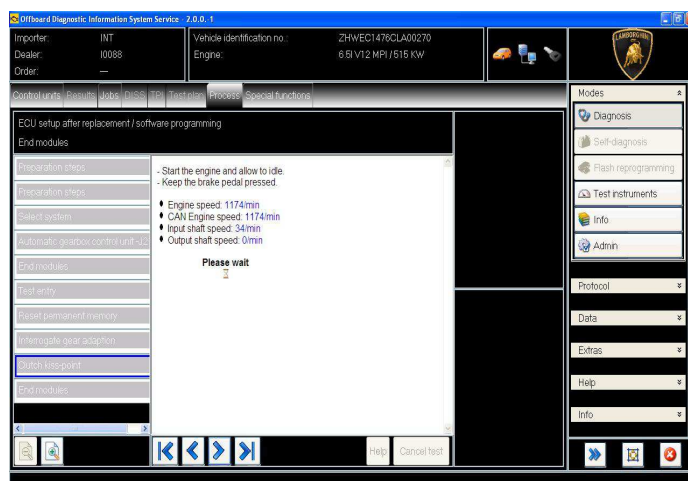 Offboard Diagnostic Information System Service - 2.0.0.-1
Importer: INT
Dealer: I0088
Order: —
Vehicle identification no.: ZHWEC1476CLA00270
Engine: 6.5l V12 MPI / 515 KW
LAMBORGHINI
Control units Results Jobs DISS TPI Test plan Process Special functions
ECU setup after replacement / software programming
End modules
Preparation steps
Preparation steps
Select system
Automatic gearbox control unit -J2
End modules
Test entry
Reset permanent memory
Interrogate gear adaption
Clutch kiss-point
End modules
- Start the engine and allow to idle.
- Keep the brake pedal pressed.
Engine speed: 1174/min
CAN Engine speed: 1174/min
Input shaft speed: 34/min
Output shaft speed: 0/min
Please wait
Help Cancel test
Modes
Diagnosis
Self-diagnosis
Flash reprogramming
Test instruments
Info
Admin
Protocol
Data
Extras
Help
Info